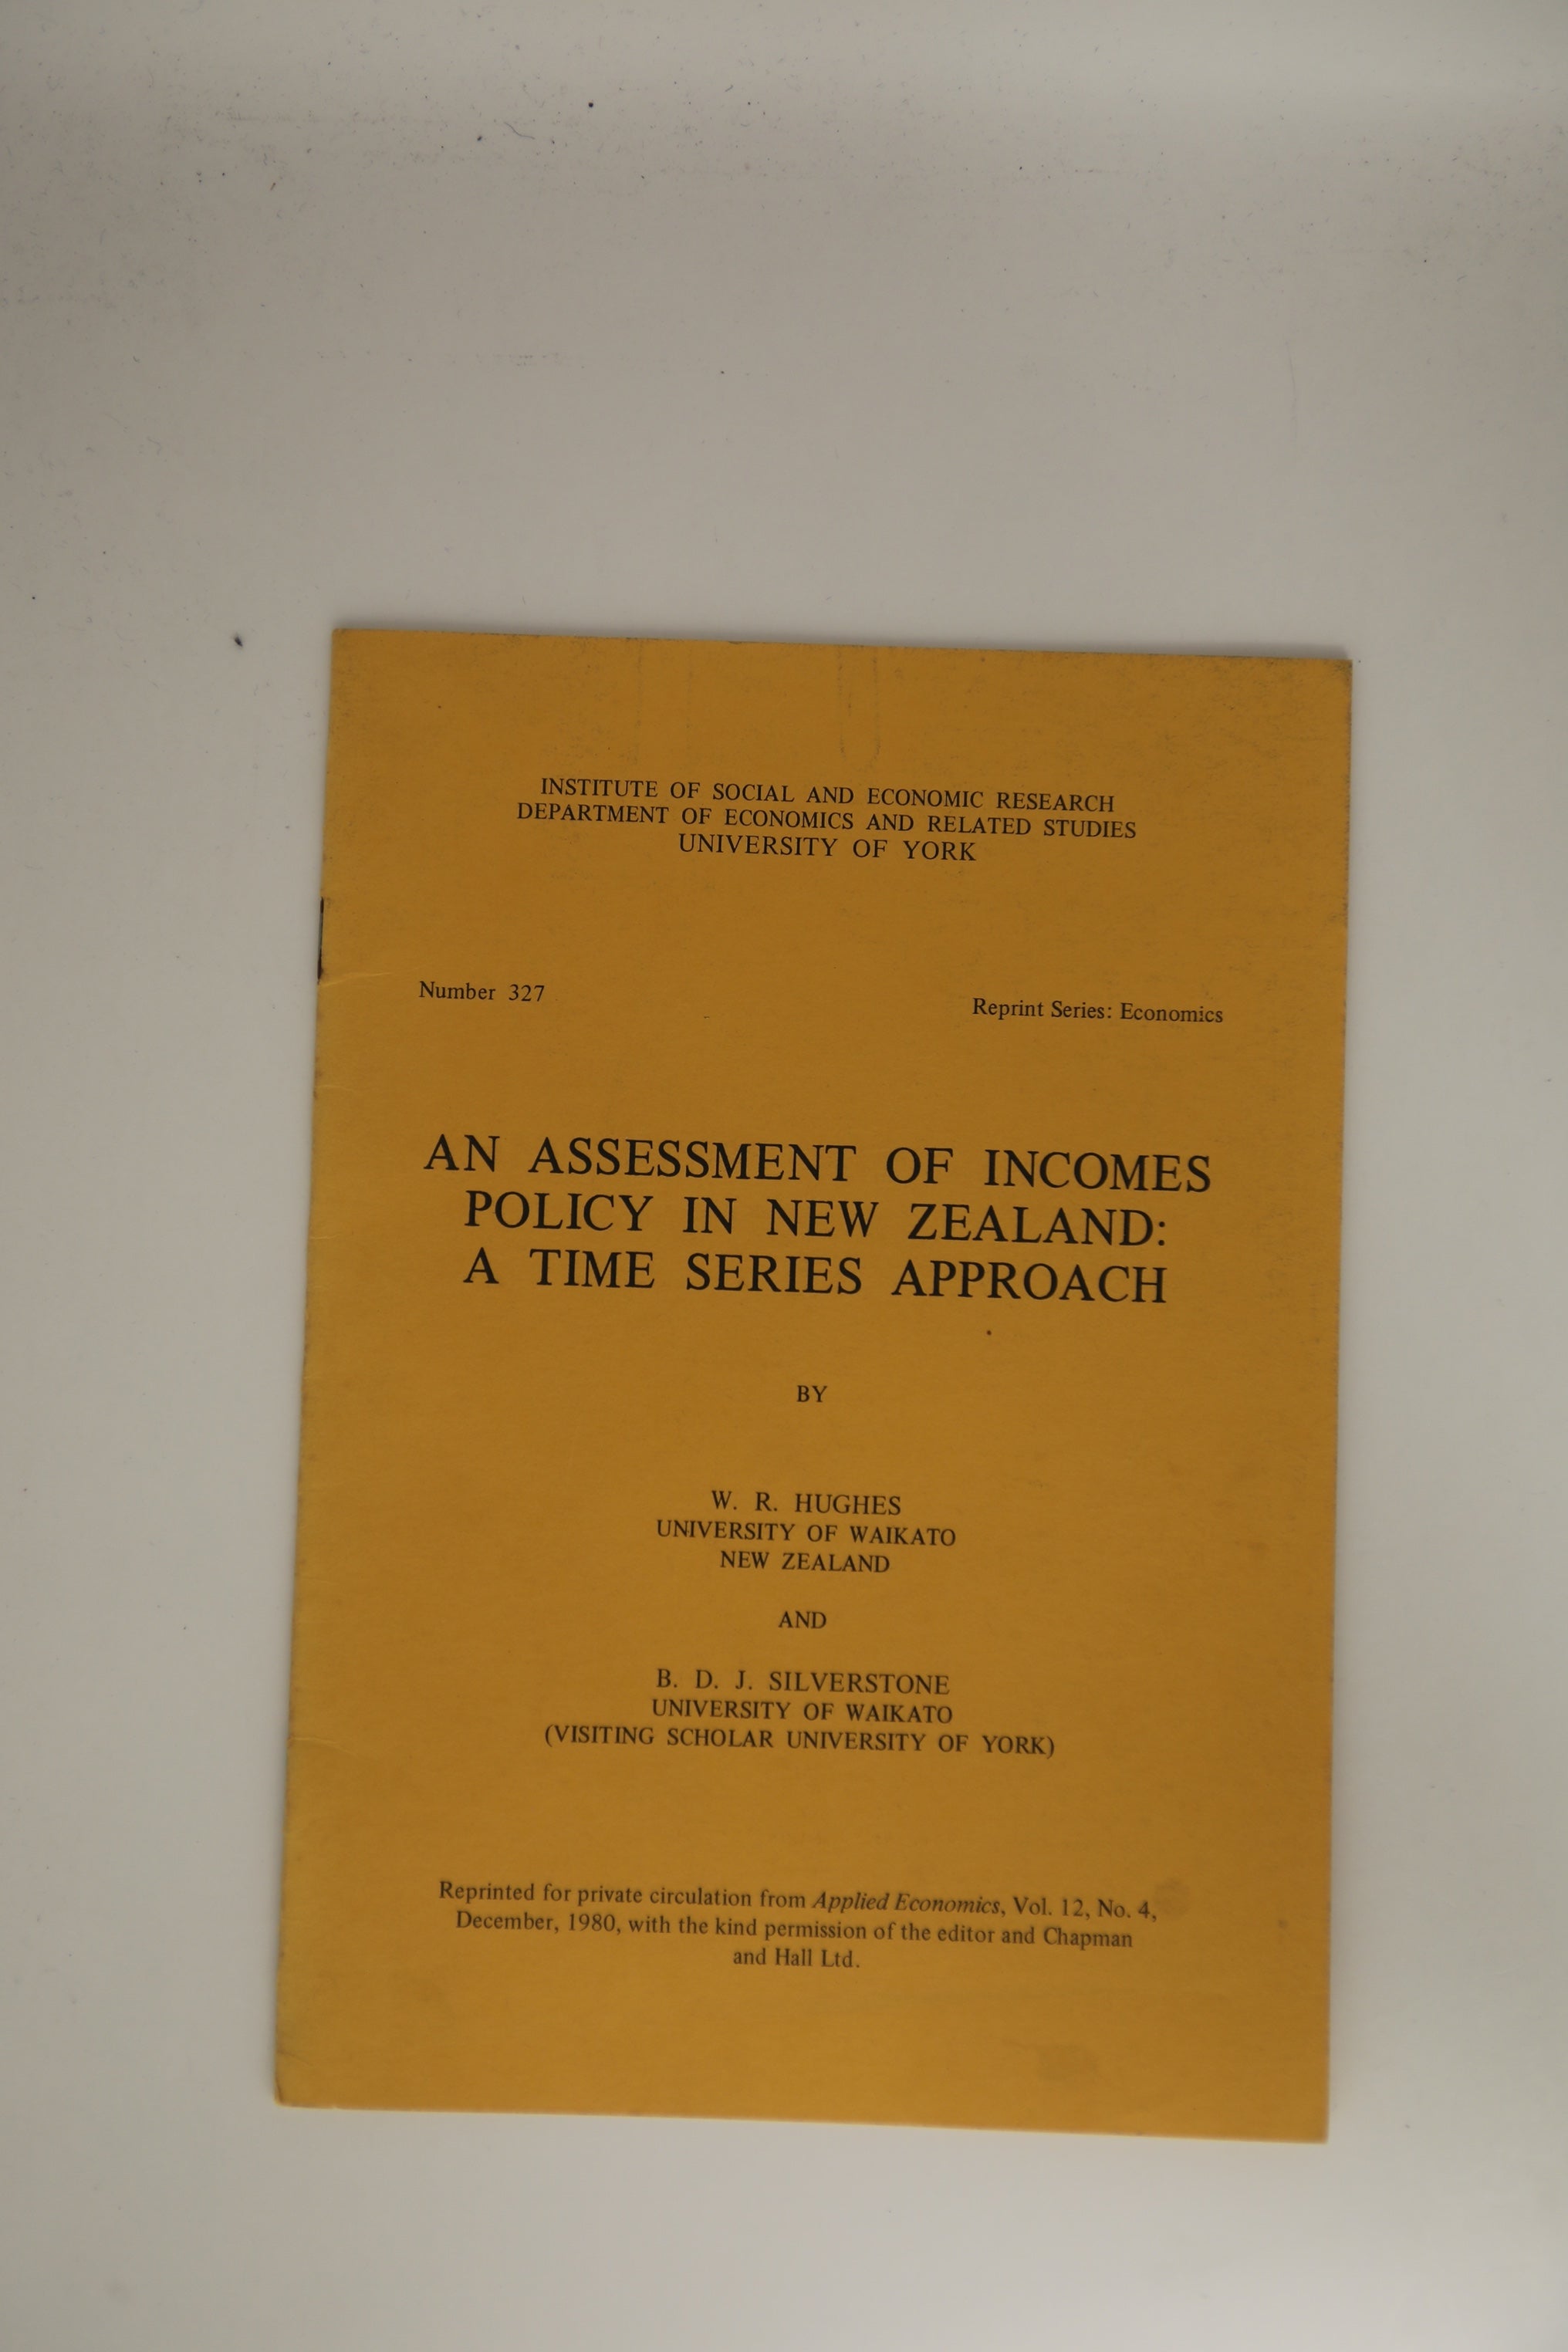 INSTITUTE OF SOCIAL AND ECONOMIC RESEARCH
DEPARTMENT OF ECONOMICS AND RELATED STUDIES
UNIVERSITY OF YORK
Number 327
Reprint Series: Economics
AN ASSESSMENT OF INCOMES
POLICY IN NEW ZEALAND:
A TIME SERIES APPROACH
BY
W. R. HUGHES
UNIVERSITY OF WAIKATO
NEW ZEALAND
AND
B. D. J. SILVERSTONE
UNIVERSITY OF WAIKATO
(VISITING SCHOLAR UNIVERSITY OF YORK)
Reprinted for private circulation from Applied Economics, Vol. 12, No. 4,
December, 1980, with the kind permission of the editor and Chapman
and Hall Ltd.